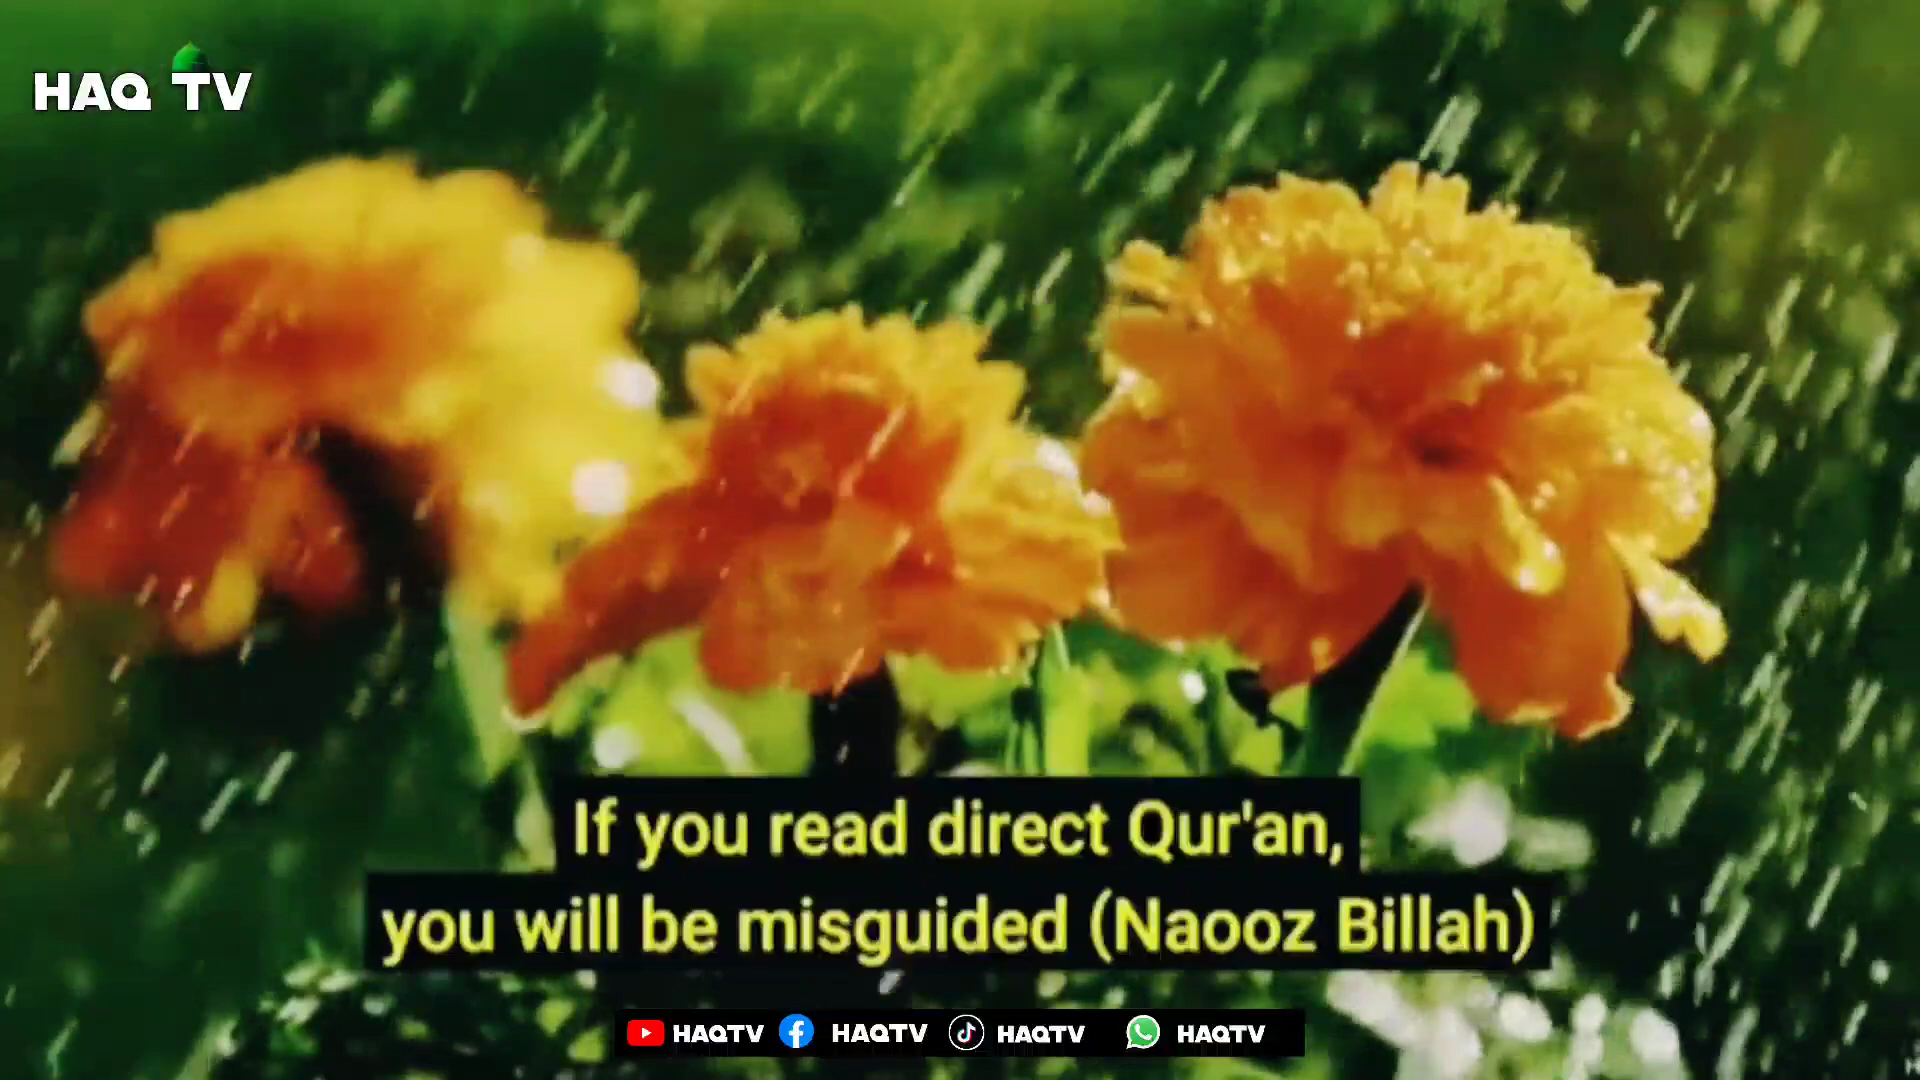 HAQ TV
If you read direct Qur'an,
you will be misguided (Naooz Billah)
HAQTV HAQTV HAQTV HAQTV